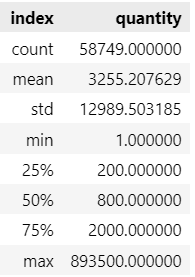 index quantity
count 58749.000000
mean 3255.207629
std 12989.503185
min 1.000000
25% 200.000000
50% 800.000000
75% 2000.000000
max 893500.000000